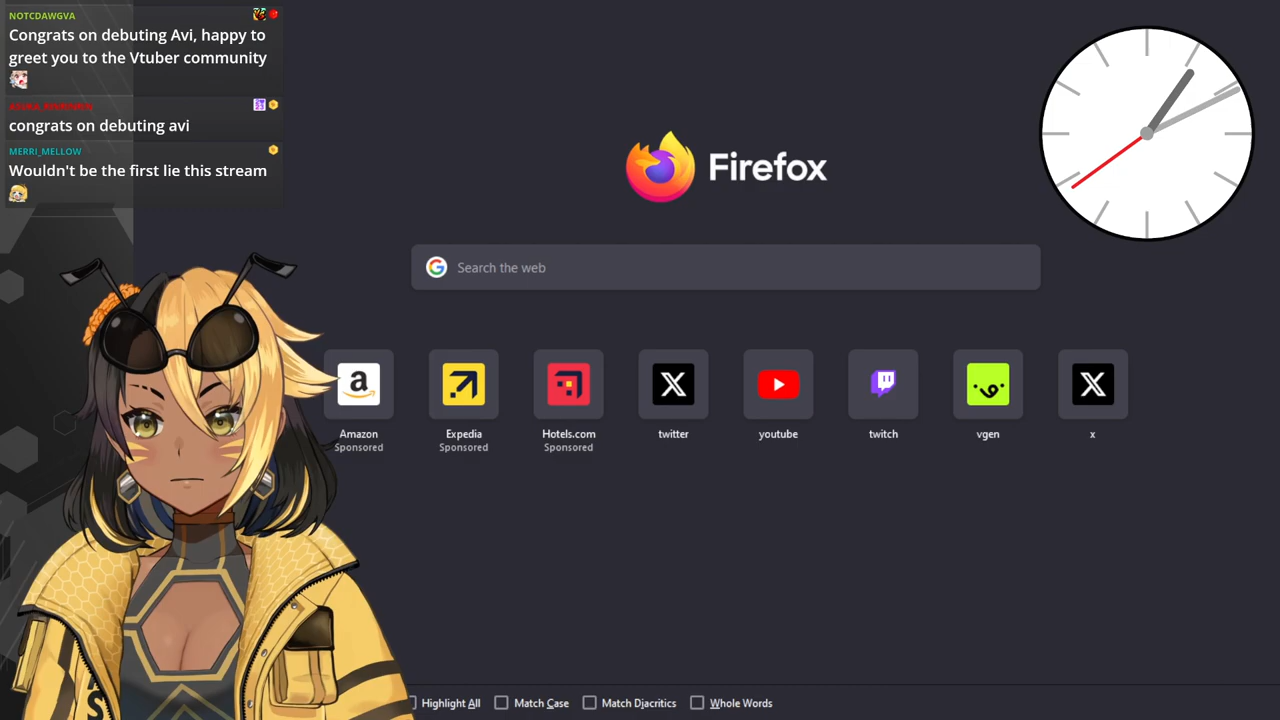 NOTCDAWGVA
Congrats on debuting Avi, happy to
greet you to the Vtuber community
congrats on debuting avi
MERRI_MELLOW
Wouldn't be the first lie this stream
Firefox
Search the web
Amazon
Sponsored
Expedia
Sponsored
Hotels.com
Sponsored
twitter
youtube
twitch
vgen
x
Highlight All
Match Case
Match Diacritics
Whole Words